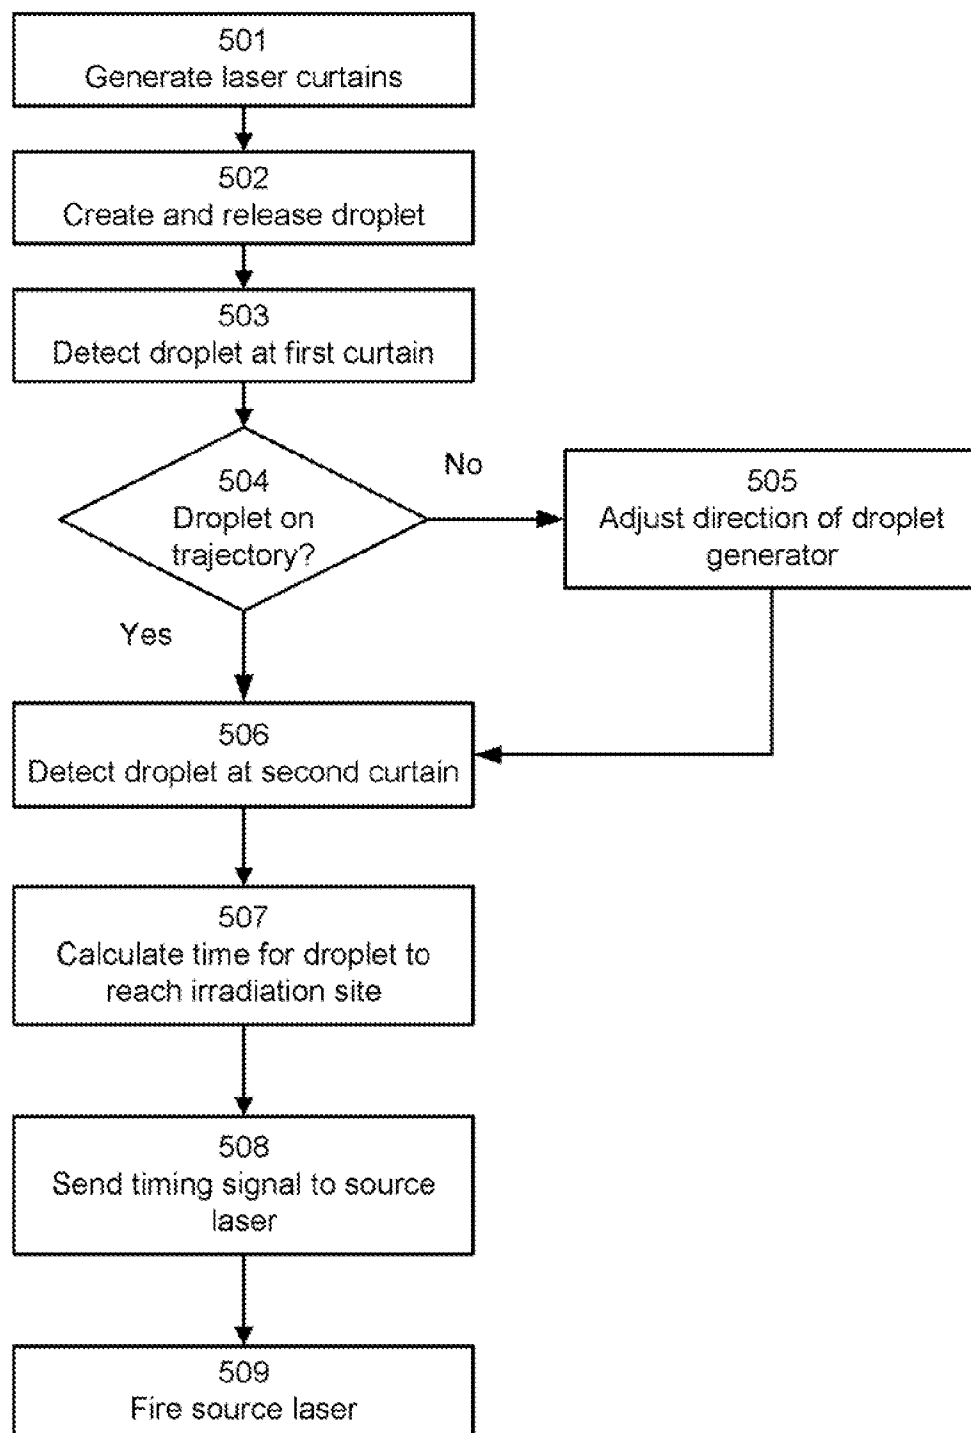 501
Generate laser curtains
502
Create and release droplet
503
Detect droplet at first curtain
504
Droplet on
trajectory?
No
505
Adjust direction of droplet
generator
Yes
506
Detect droplet at second curtain
507
Calculate time for droplet to
reach irradiation site
508
Send timing signal to source
laser
509
Fire source laser